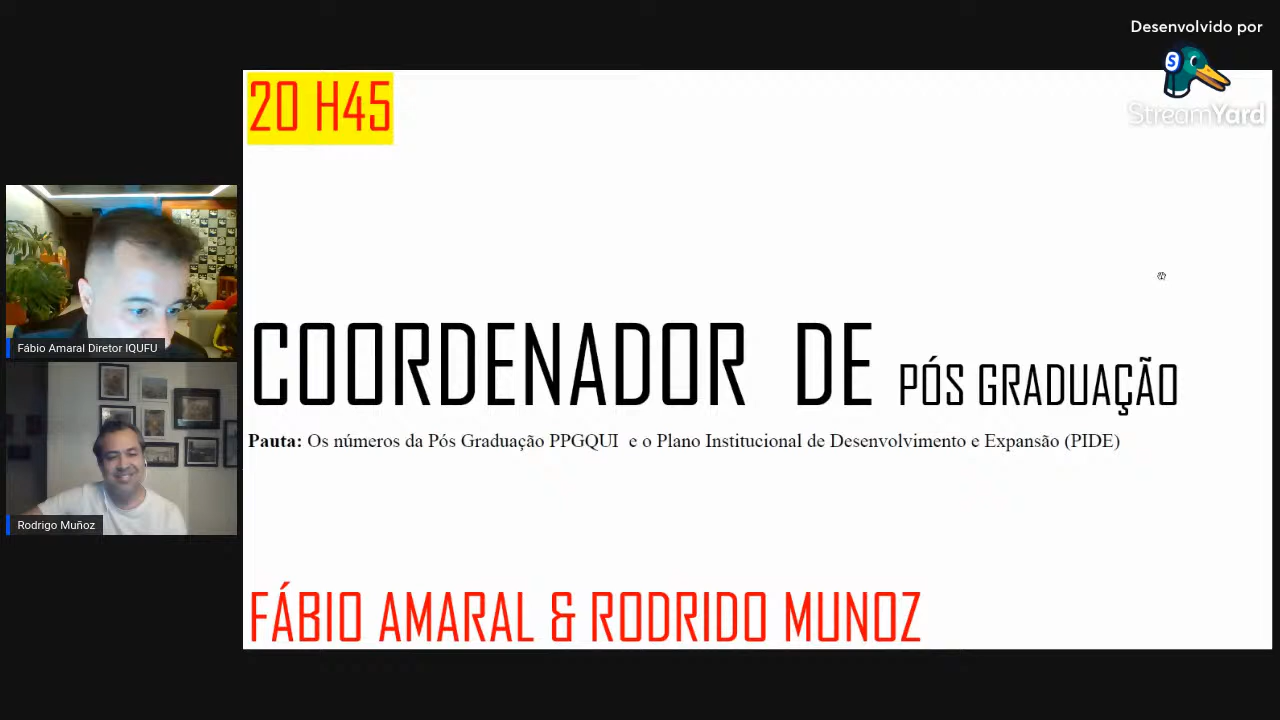 Desenvolvido por
StreamYard
20 H45
COORDENADOR DE PÓS GRADUAÇÃO
Pauta: Os números da Pós Graduação PPGQUI e o Plano Institucional de Desenvolvimento e Expansão (PIDE)
Fábio Amaral Diretor IQUFU
Rodrigo Muñoz
FÁBIO AMARAL & RODRIDO MUNOZ